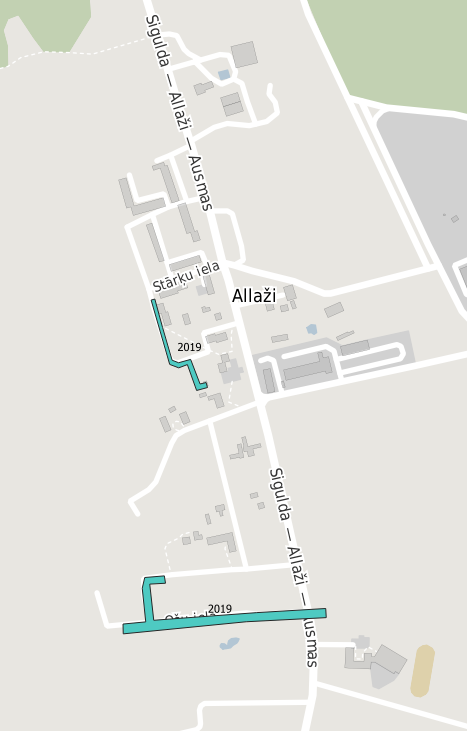 Sigulda — Allaži — Ausmas
Stārķu iela
Allaži
2019
Sigulda — Allaži — Ausmas
2019